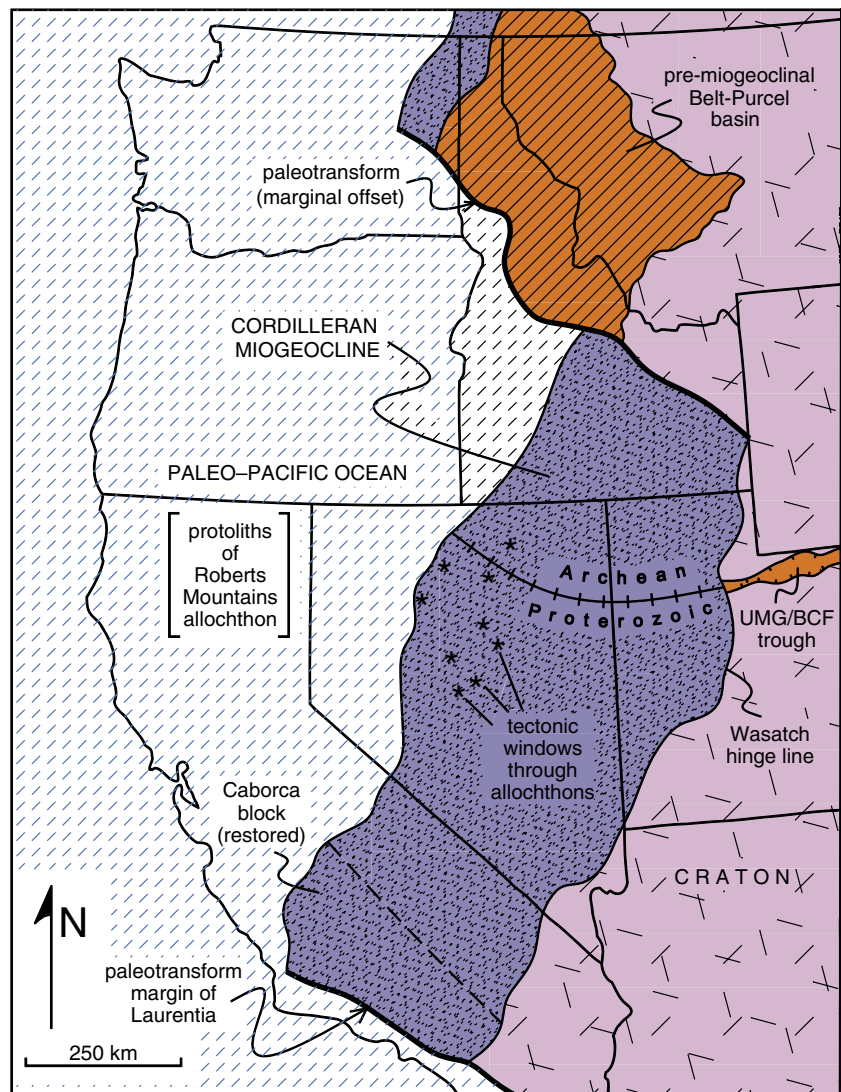 pre-miogeoclinal
Belt-Purcel
basin
paleotransform
(marginal offset)
CORDILLERAN
MIOGEOCLINE
PALEO–PACIFIC OCEAN
protoliths
of
Roberts
Mountains
allochthon
Archean
Proterozoic
UMG/BCF
trough
tectonic
windows
through
allochthons
Wasatch
hinge line
Caborca
block
(restored)
CRATON
N
paleotransform
margin of
Laurentia
250 km